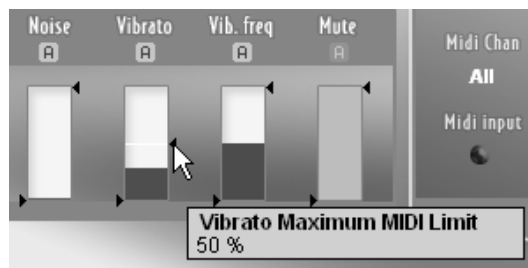 Noise Vibrato Vib. freq Mute
A A A A
Midi Chan
All
Midi input
Vibrato Maximum MIDI Limit
50 %